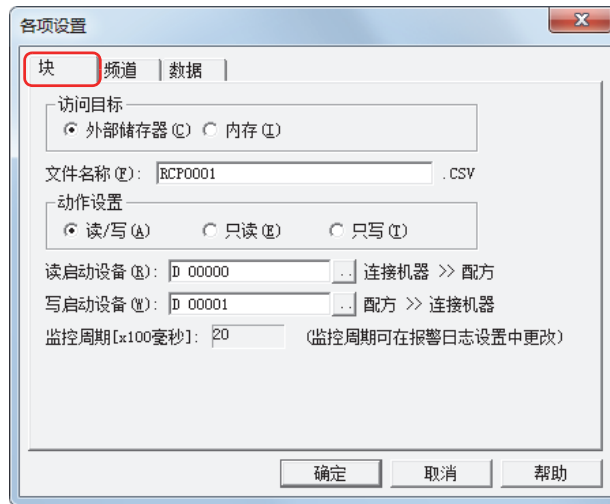 各项设置
块 频道 数据
访问目标
外部储存器(C) 内存(I)
文件名称(F): RCP0001 .CSV
动作设置
读/写(A) 只读(E) 只写(T)
读启动设备(R): D 00000 .. 连接机器 >> 配方
写启动设备(W): D 00001 .. 配方 >> 连接机器
监控周期[x100毫秒]: 20 (监控周期可在报警日志设置中更改)
确定 取消 帮助